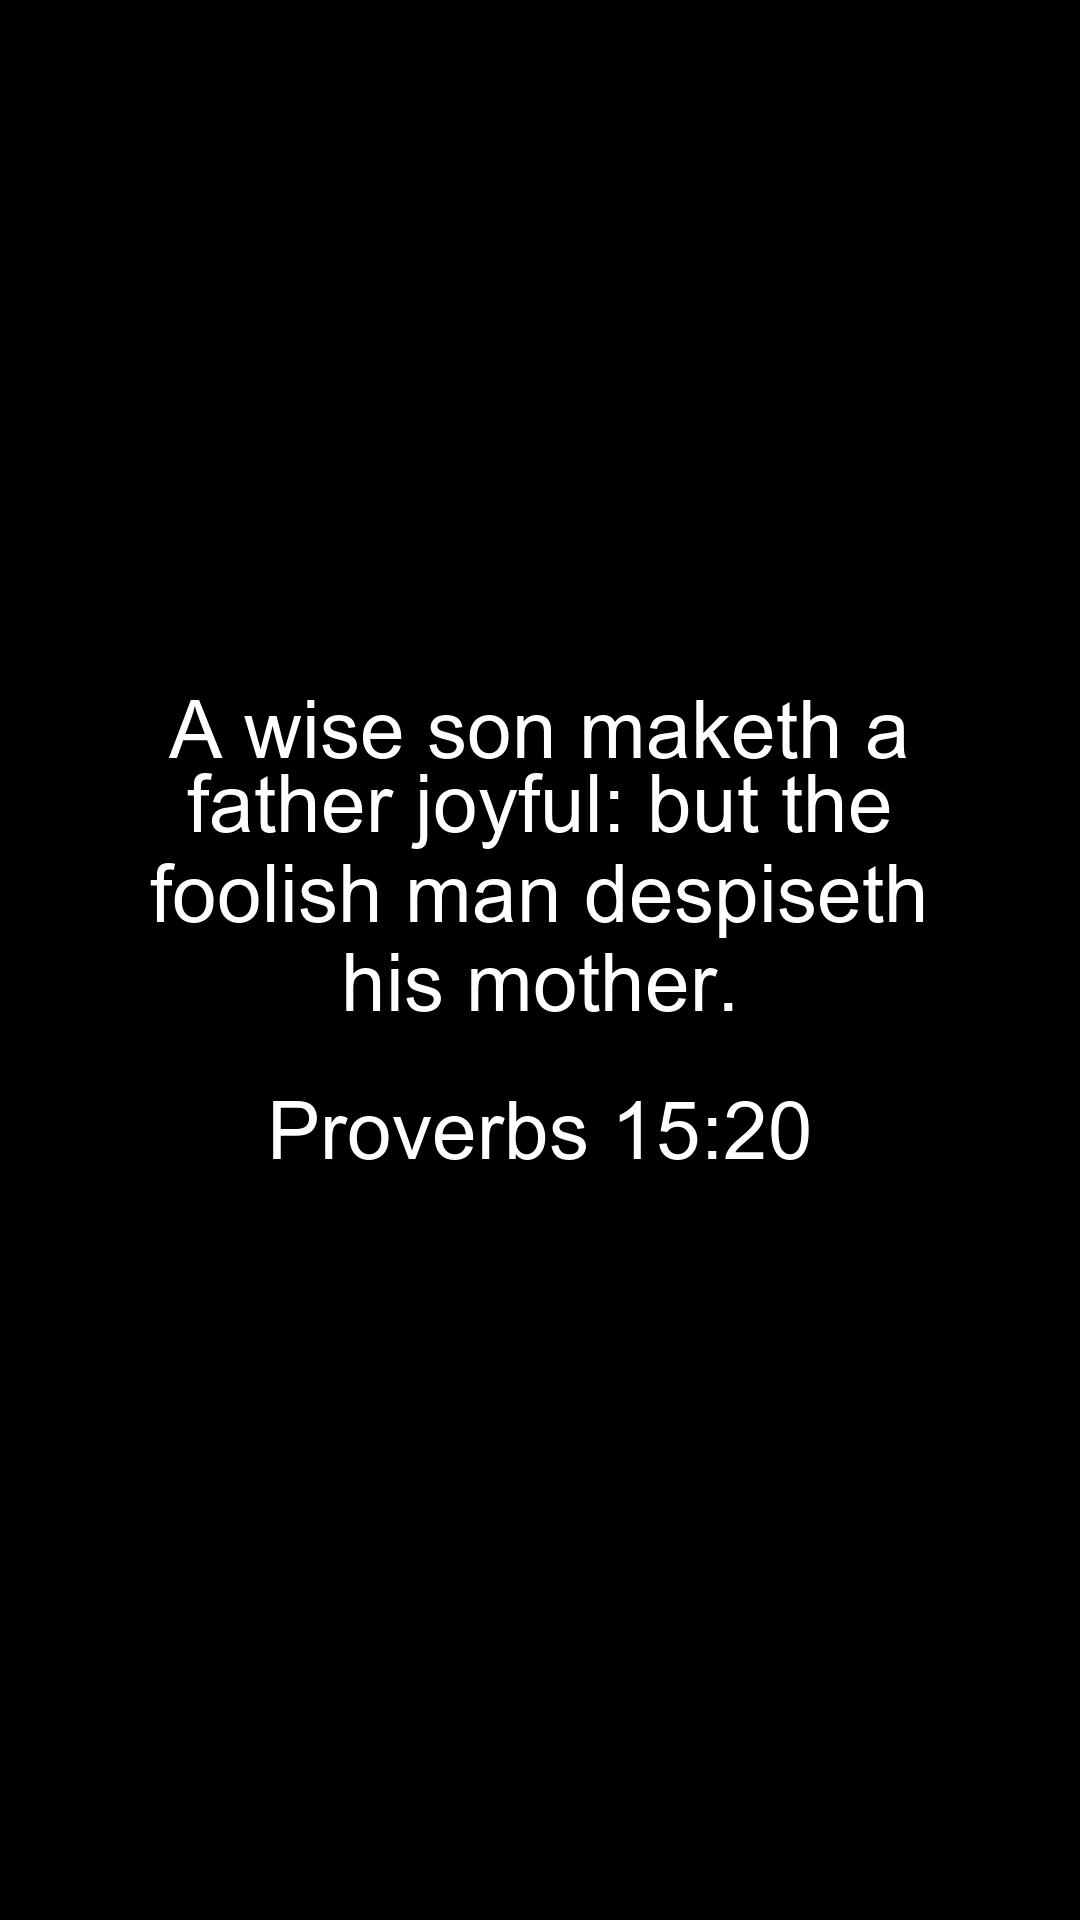 A wise son maketh a
father joyful: but the
foolish man despiseth
his mother.
Proverbs 15:20